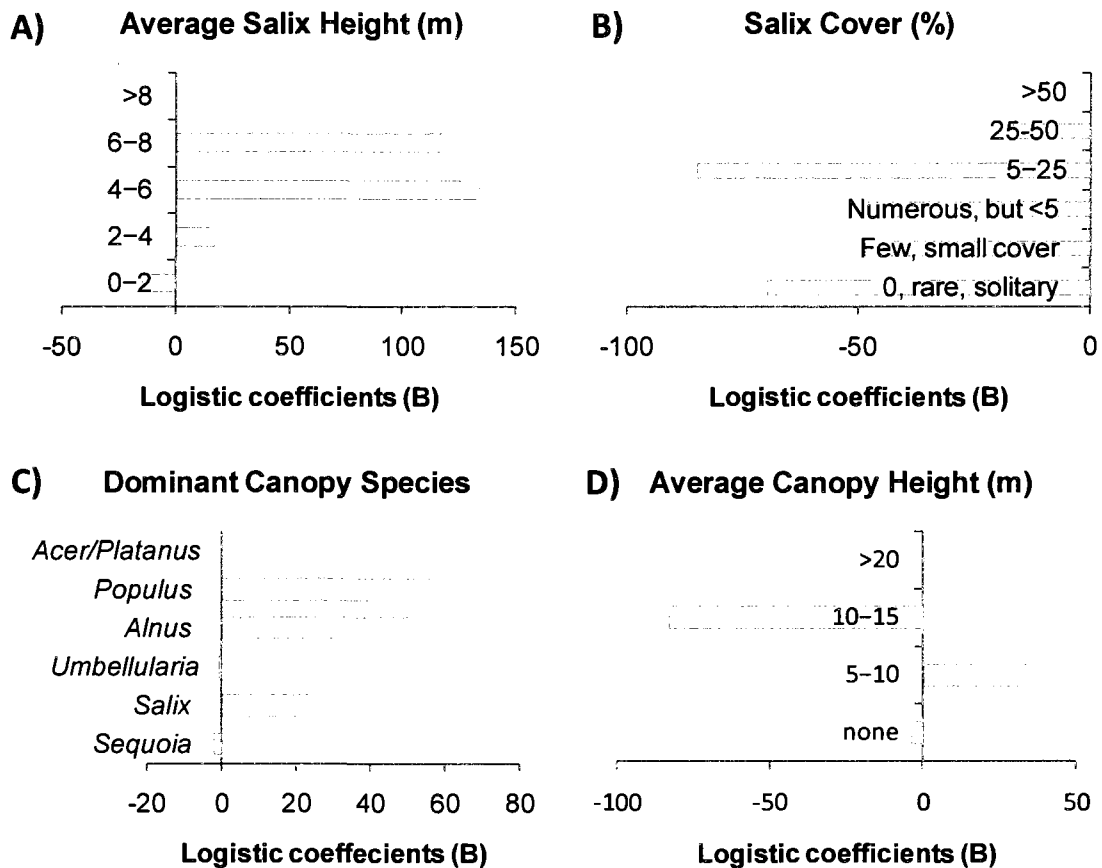 A) Average Salix Height (m)
>8
6–8
4–6
2–4
0–2
-50 0 50 100 150
Logistic coefficients (B)
B) Salix Cover (%)
>50
25-50
5–25
Numerous, but <5
Few, small cover
0, rare, solitary
-100 -50 0
Logistic coefficients (B)
C) Dominant Canopy Species
Acer/Platanus
Populus
Alnus
Umbellularia
Salix
Sequoia
-20 0 20 40 60 80
Logistic coeffecients (B)
D) Average Canopy Height (m)
>20
10–15
5–10
none
-100 -50 0 50
Logistic coefficients (B)